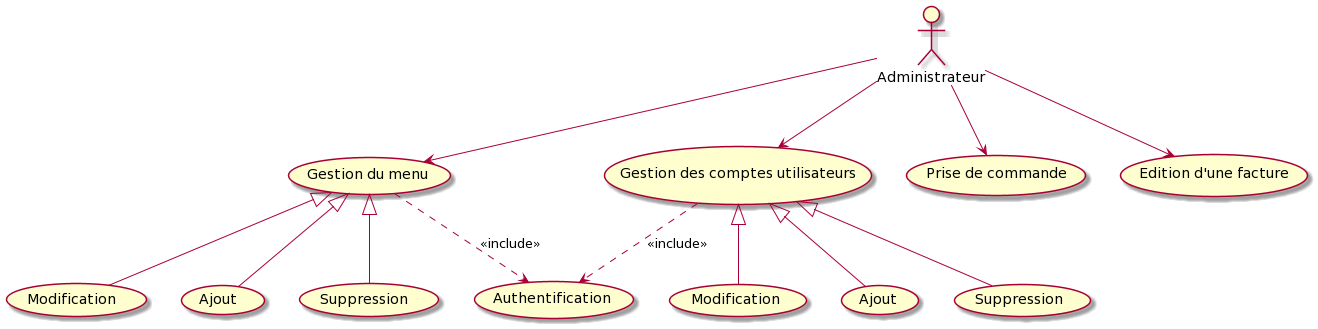 Administrateur
Gestion du menu
Gestion des comptes utilisateurs
Prise de commande
Edition d'une facture
«include»
«include»
Modification
Ajout
Suppression
Authentification
Modification
Ajout
Suppression